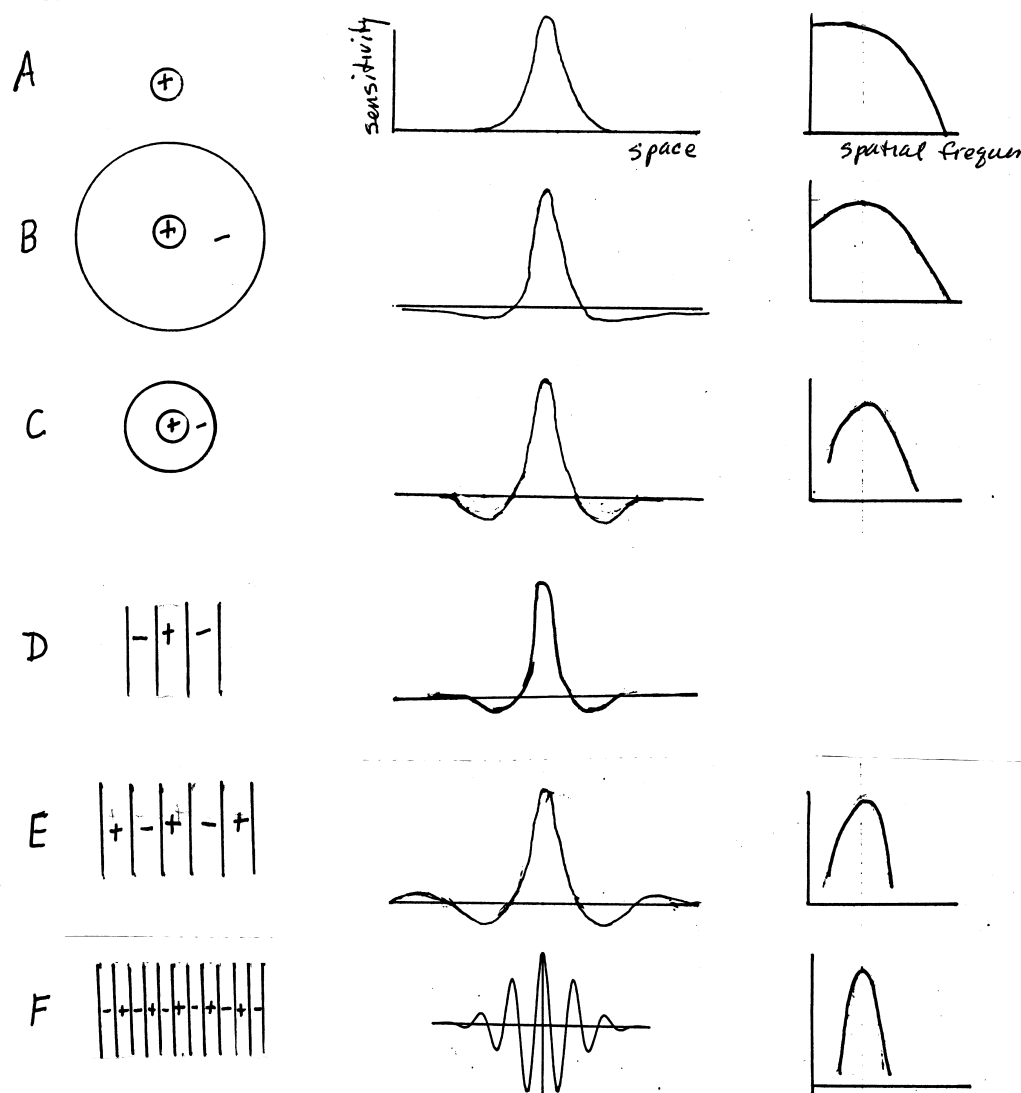 A
+
sensitivity
space
spatial frequen
B
+
-
C
+
-
D
- + -
E
+ - + - +
F
- + - + - + - + - + -